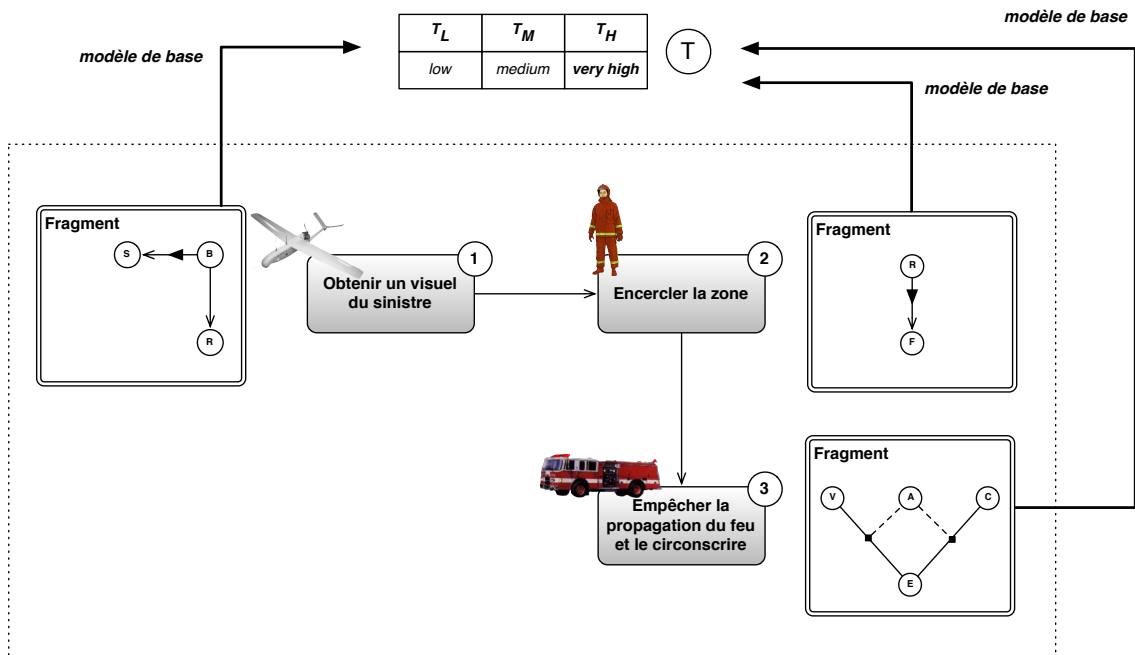 modèle de base
T_L T_M T_H
low medium very high
T
modèle de base
modèle de base
Fragment
S B
R
1
Obtenir un visuel
du sinistre
2
Encercler la zone
Fragment
R
F
3
Empêcher la
propagation du feu
et le circonscrire
Fragment
V A C
E